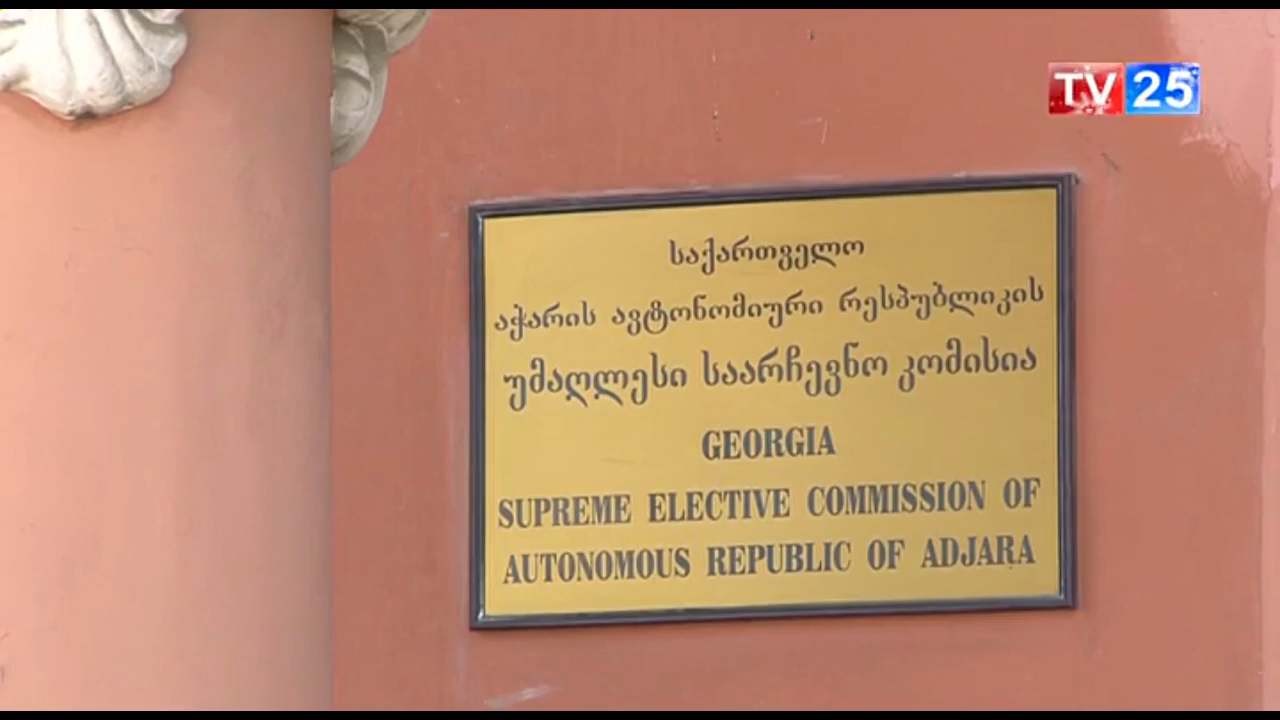 TV 25
საქართველო
აჭარის ავტონომიური რესპუბლიკის
უმაღლესი საარჩევნო კომისია
GEORGIA
SUPREME ELECTIVE COMMISSION OF
AUTONOMOUS REPUBLIC OF ADJARA